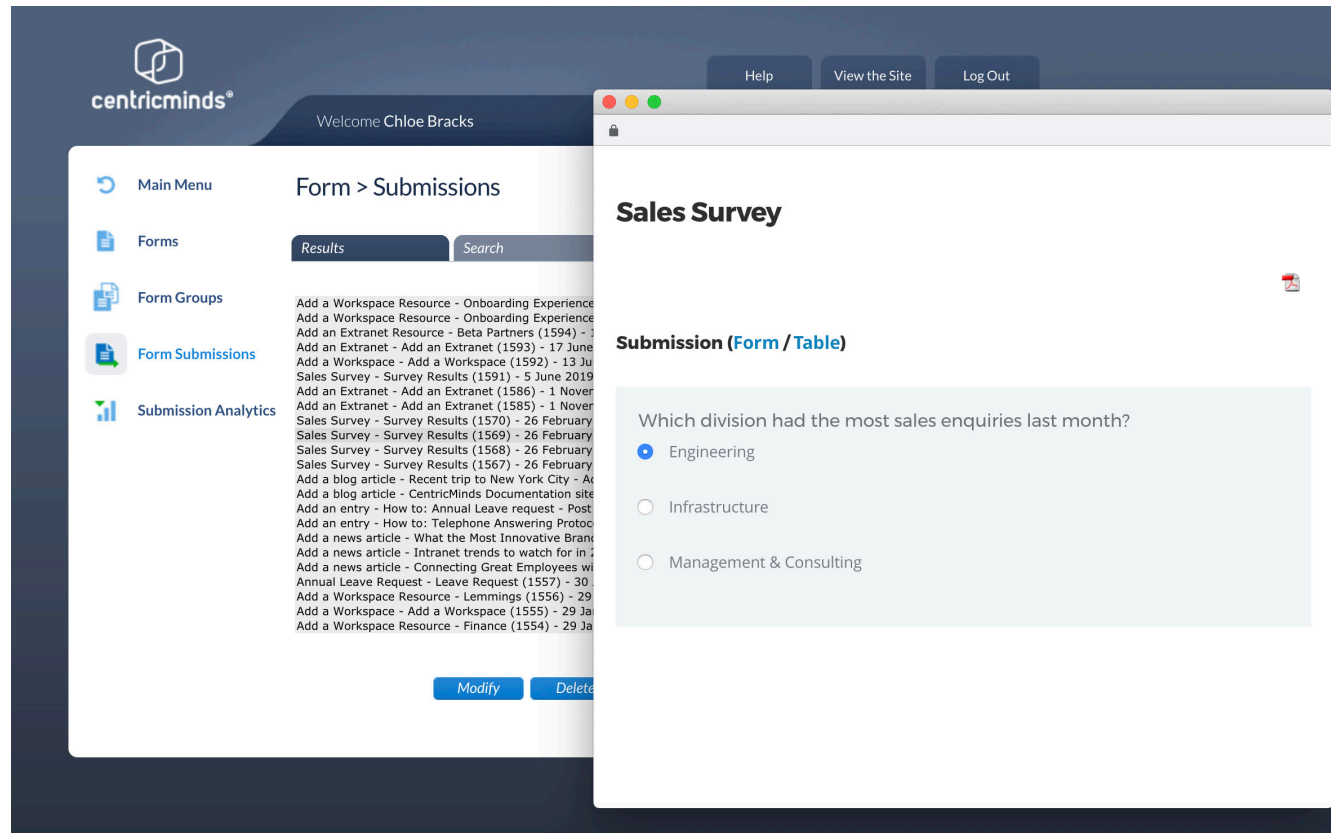 centricminds®
Help
View the Site
Log Out
Welcome Chloe Bracks
Main Menu
Forms
Form Groups
Form Submissions
Submission Analytics
Form > Submissions
Results
Search
Add a Workspace Resource - Onboarding Experience
Add a Workspace Resource - Onboarding Experience
Add an Extranet Resource - Beta Partners (1594) -
Add an Extranet - Add an Extranet (1593) - 17 June
Add a Workspace - Add a Workspace (1592) - 13
Sales Survey - Survey Results (1591) - 5 June 2019
Add an Extranet - Add an Extranet (1586) - 1
Add an Extranet - Add an Extranet (1585) - 1
Sales Survey - Survey Results (1570) - 26 February
Sales Survey - Survey Results (1569) - 26 February
Sales Survey - Survey Results (1568) - 26 February
Sales Survey - Survey Results (1567) - 26 February
Add a blog article - Recent trip to New York City -
Add a blog article - CentricMinds Documentation site
Add an entry - How to: Annual Leave request - Post
Add an entry - How to: Telephone Answering
Add a news article - What the Most Innovative
Add a news article - Intranet trends to watch for in
Add a news article - Connecting Great Employees
Annual Leave Request - Leave Request (1557) - 30
Add a Workspace Resource - Lemmings (1556) - 29
Add a Workspace - Add a Workspace (1555) - 29
Add a Workspace Resource - Finance (1554) - 29
Modify
Delete
Sales Survey
Submission (Form / Table)
Which division had the most sales enquiries last month?
Engineering
Infrastructure
Management & Consulting